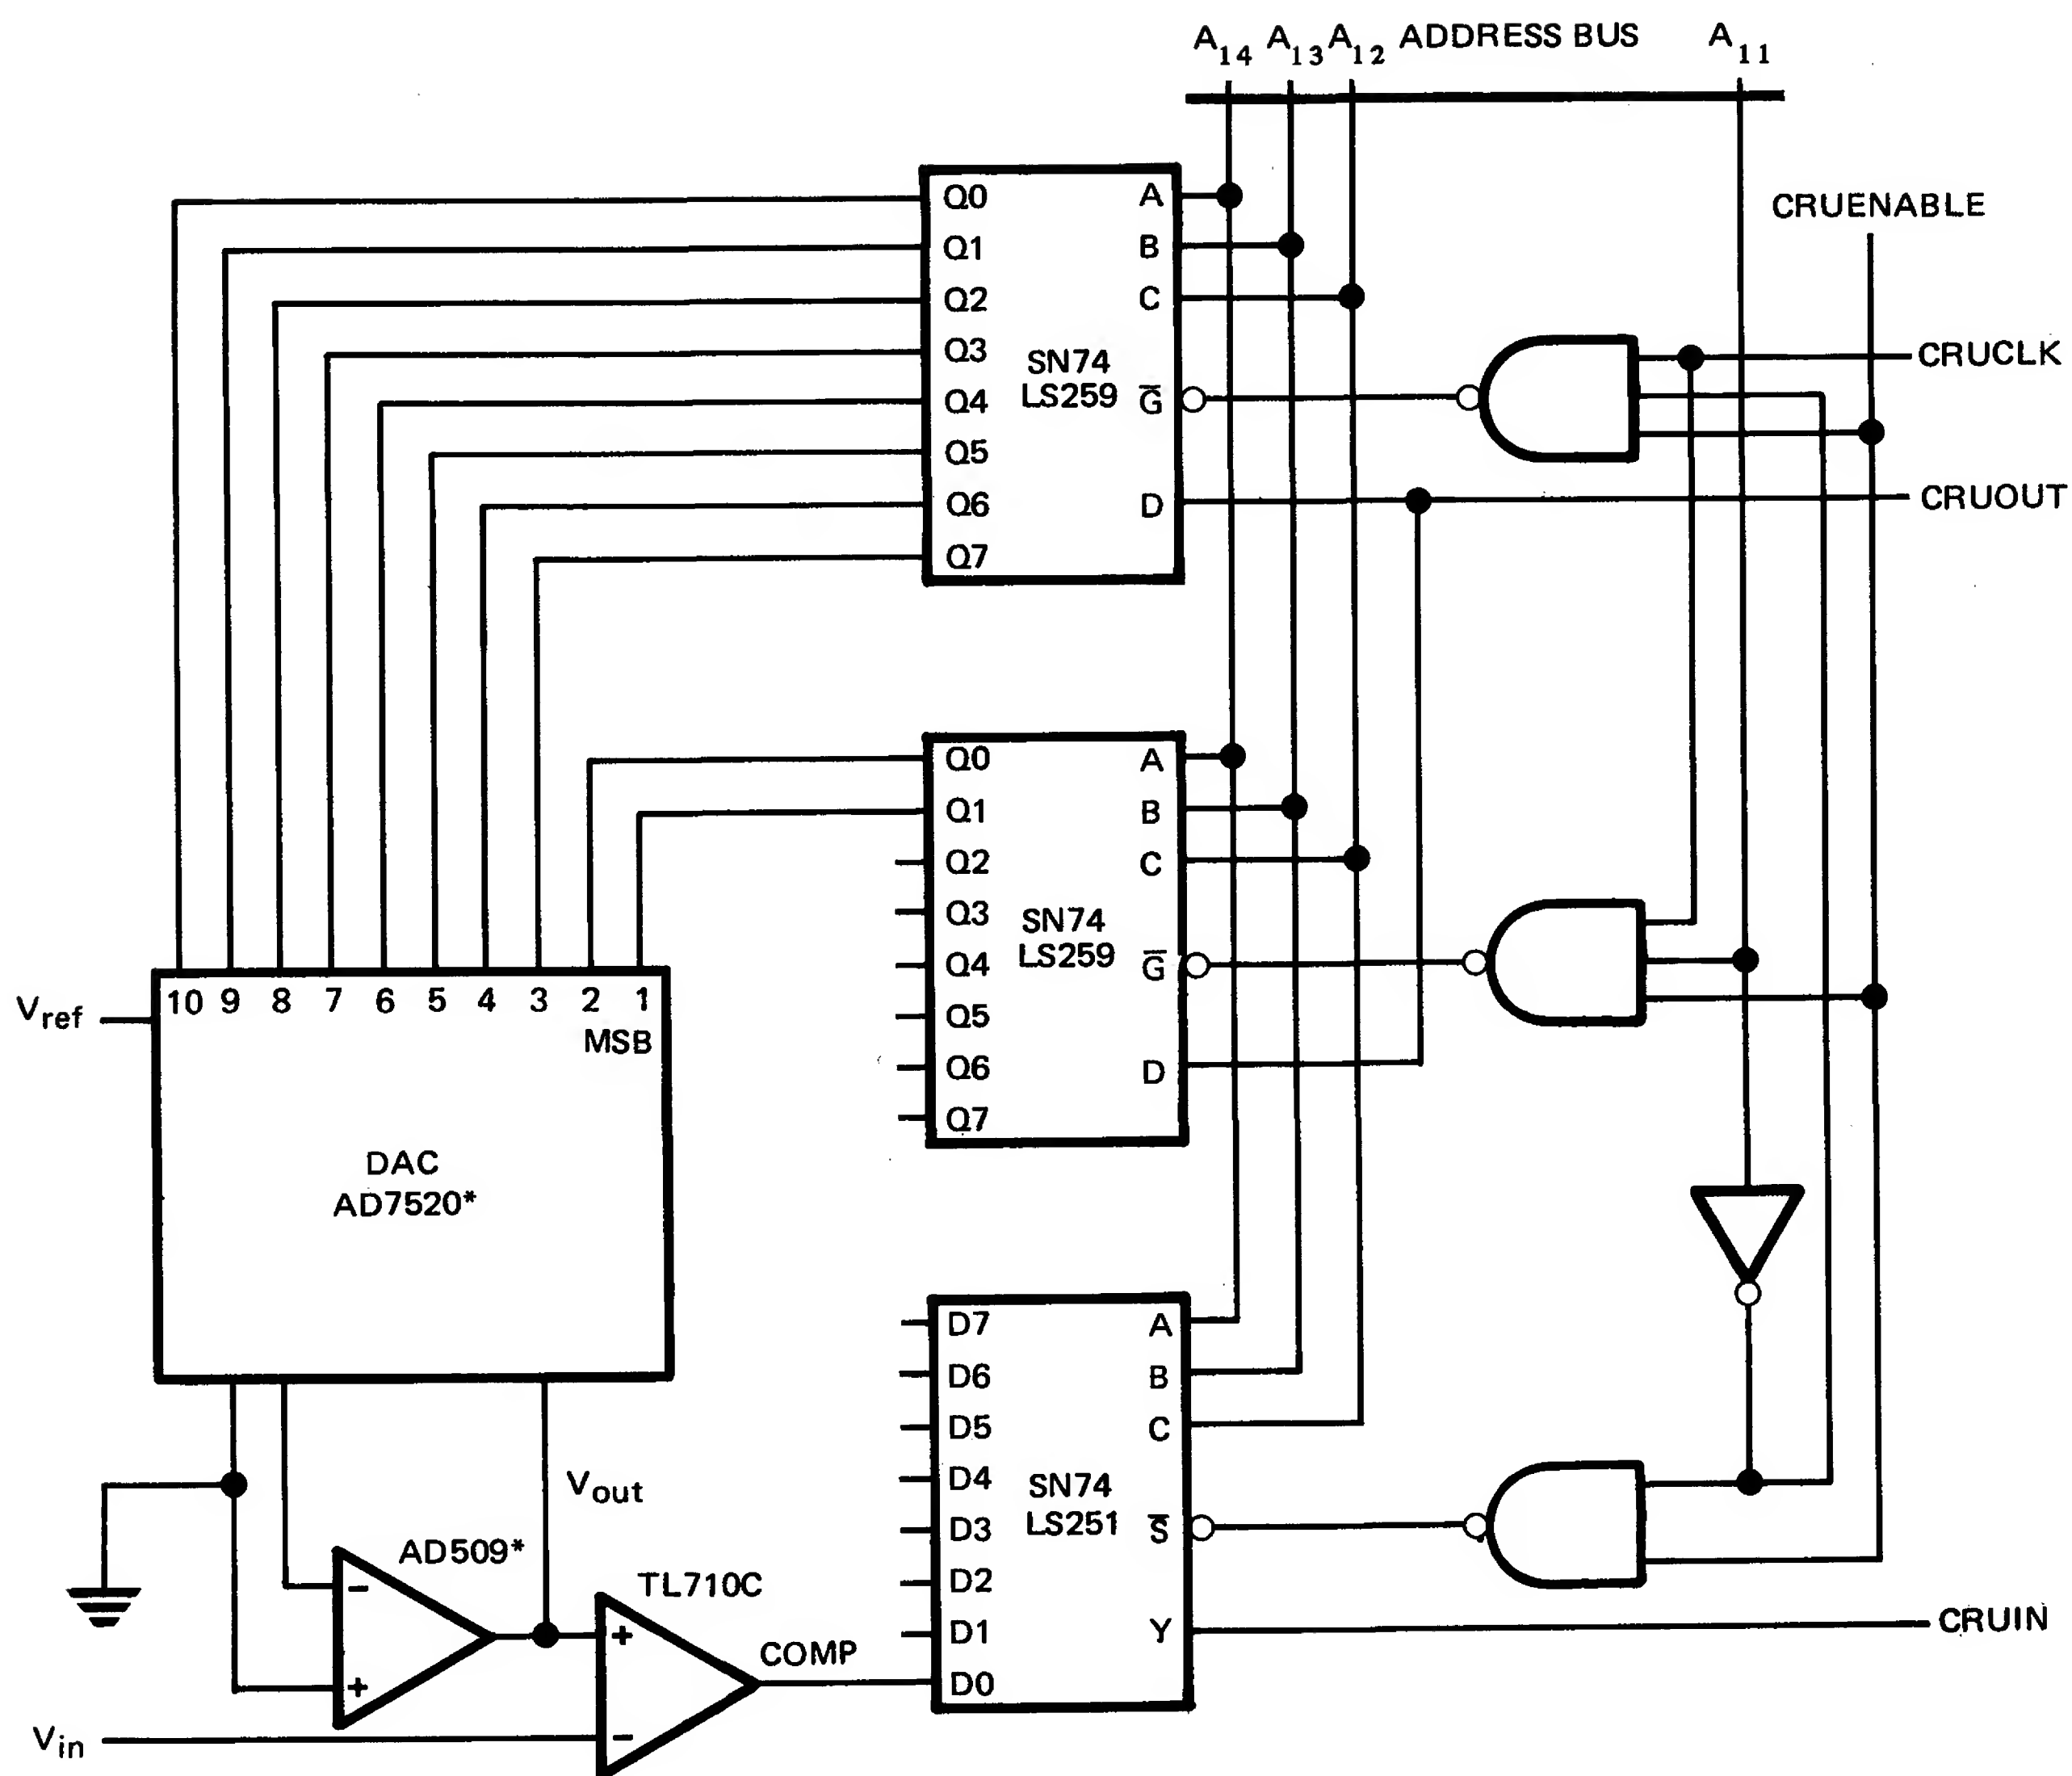 A14 A13 A12 ADDRESS BUS A11
CRUENABLE
Q0 A
Q1 B
Q2 C
Q3
SN74
LS259
Q4 G̅
Q5
Q6 D
Q7
CRUCLK
CRUOUT
Q0 A
Q1 B
Q2 C
Q3
SN74
LS259
Q4 G̅
Q5
Q6 D
Q7
Vref
10 9 8 7 6 5 4 3 2 1
MSB
DAC
AD7520*
Vout
AD509*
-
+
TL710C
+
-
COMP
Vin
D7 A
D6 B
D5 C
D4
SN74
LS251
D3 S̅
D2
D1 Y
D0
CRUIN